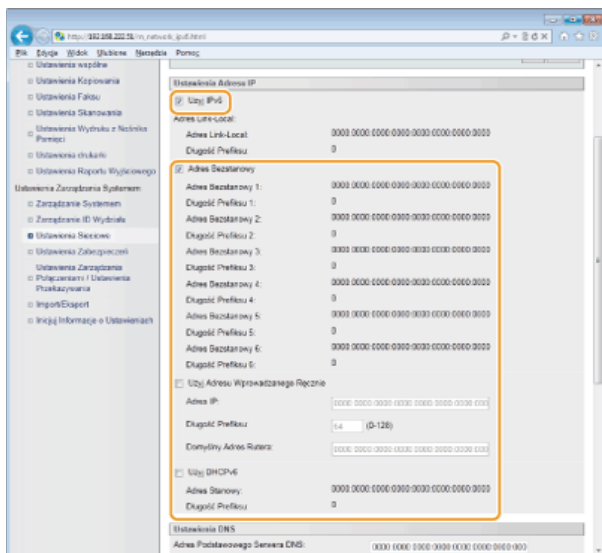 http://192.168.222.51/m_network_ipv6.html
Plik Edycja Widok Ulubione Narzędzia Pomoc
Ustawienia wspólne
Ustawienia Kopiowania
Ustawienia Faksu
Ustawienia Skanowania
Ustawienia Wydruku z Nośnika
Pamięci
Ustawienia drukarki
Ustawienia Raportu Wyjściowego
Ustawienia Zarządzania Systemem
Zarządzanie Systemem
Zarządzanie ID Wydziału
Ustawienia Sieciowe
Ustawienia Zabezpieczeń
Ustawienia Zarządzania
Połączeniami / Ustawienia
Przekazywania
Import/Eksport
Inicjuj Informacje o Ustawieniach
Ustawienia Adresu IP
Użyj IPv6
Adres Link-Local:
Adres Link-Local: 0000:0000:0000:0000:0000:0000:0000:0000
Długość Prefiksu: 0
Adres Bezstanowy
Adres Bezstanowy 1: 0000:0000:0000:0000:0000:0000:0000:0000
Długość Prefiksu 1: 0
Adres Bezstanowy 2: 0000:0000:0000:0000:0000:0000:0000:0000
Długość Prefiksu 2: 0
Adres Bezstanowy 3: 0000:0000:0000:0000:0000:0000:0000:0000
Długość Prefiksu 3: 0
Adres Bezstanowy 4: 0000:0000:0000:0000:0000:0000:0000:0000
Długość Prefiksu 4: 0
Adres Bezstanowy 5: 0000:0000:0000:0000:0000:0000:0000:0000
Długość Prefiksu 5: 0
Adres Bezstanowy 6: 0000:0000:0000:0000:0000:0000:0000:0000
Długość Prefiksu 6: 0
Użyj Adresu Wprowadzanego Ręcznie
Adres IP: 0000:0000:0000:0000:0000:0000:0000:000
Długość Prefiksu: 64 (0-128)
Domyślny Adres Rutera: 0000:0000:0000:0000:0000:0000:0000:000
Użyj DHCPv6
Adres Stanowy: 0000:0000:0000:0000:0000:0000:0000:0000
Długość Prefiksu: 0
Ustawienia DNS
Adres Podstawowego Serwera DNS: 0000:0000:0000:0000:0000:0000:0000:000